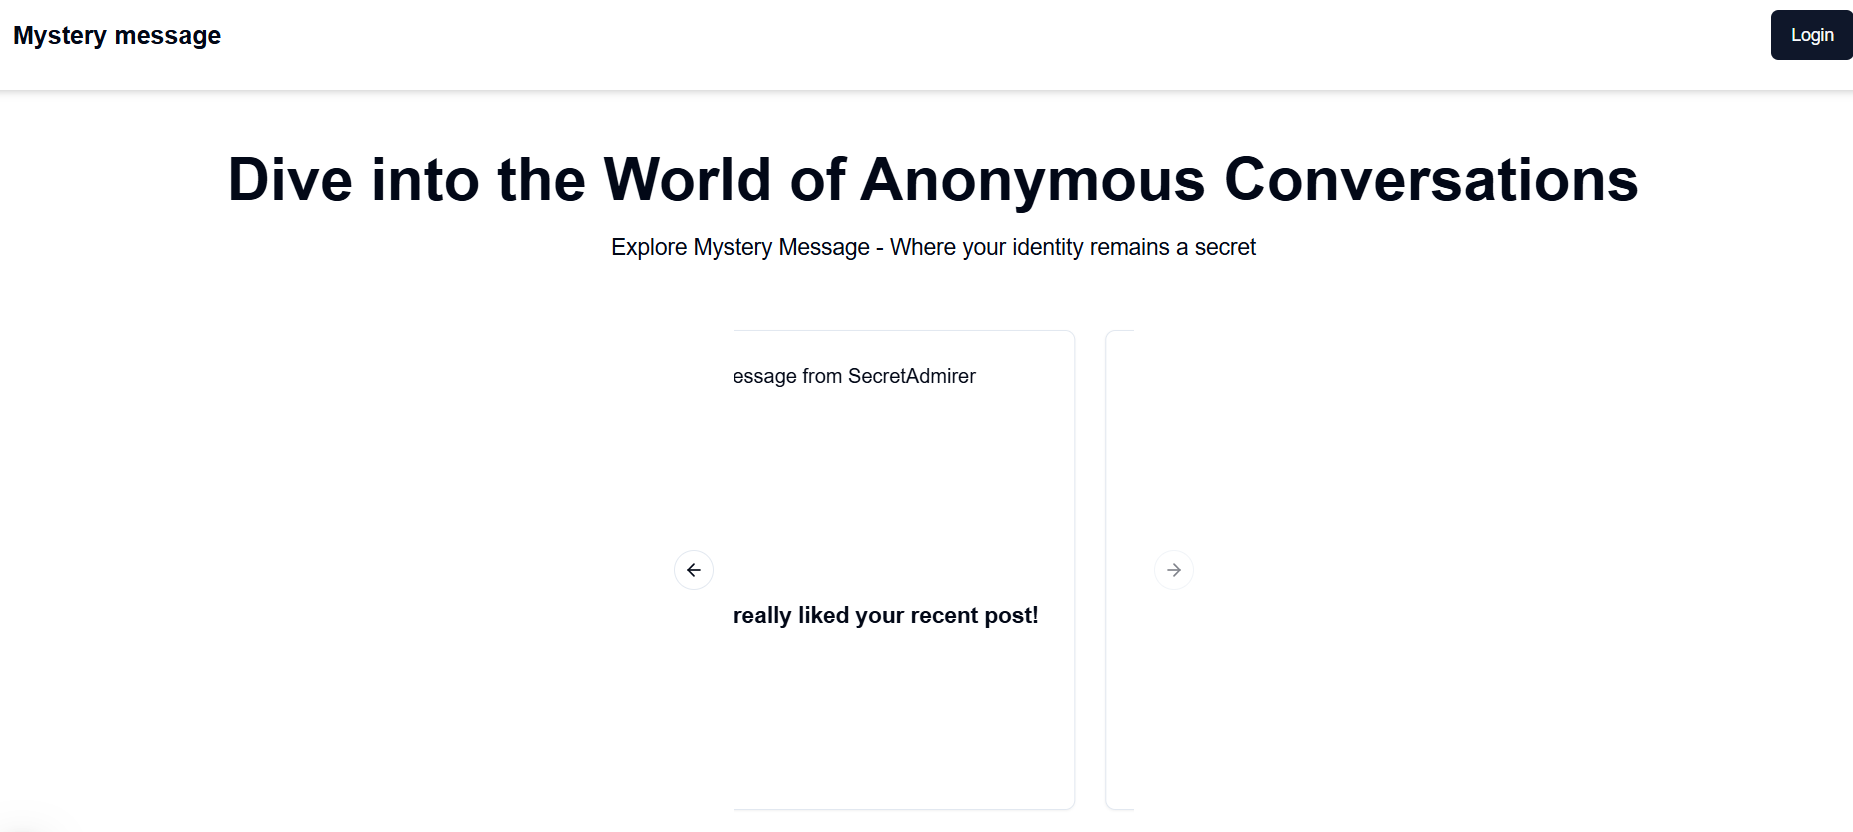 Mystery message
Login
Dive into the World of Anonymous Conversations
Explore Mystery Message - Where your identity remains a secret
essage from SecretAdmirer
really liked your recent post!